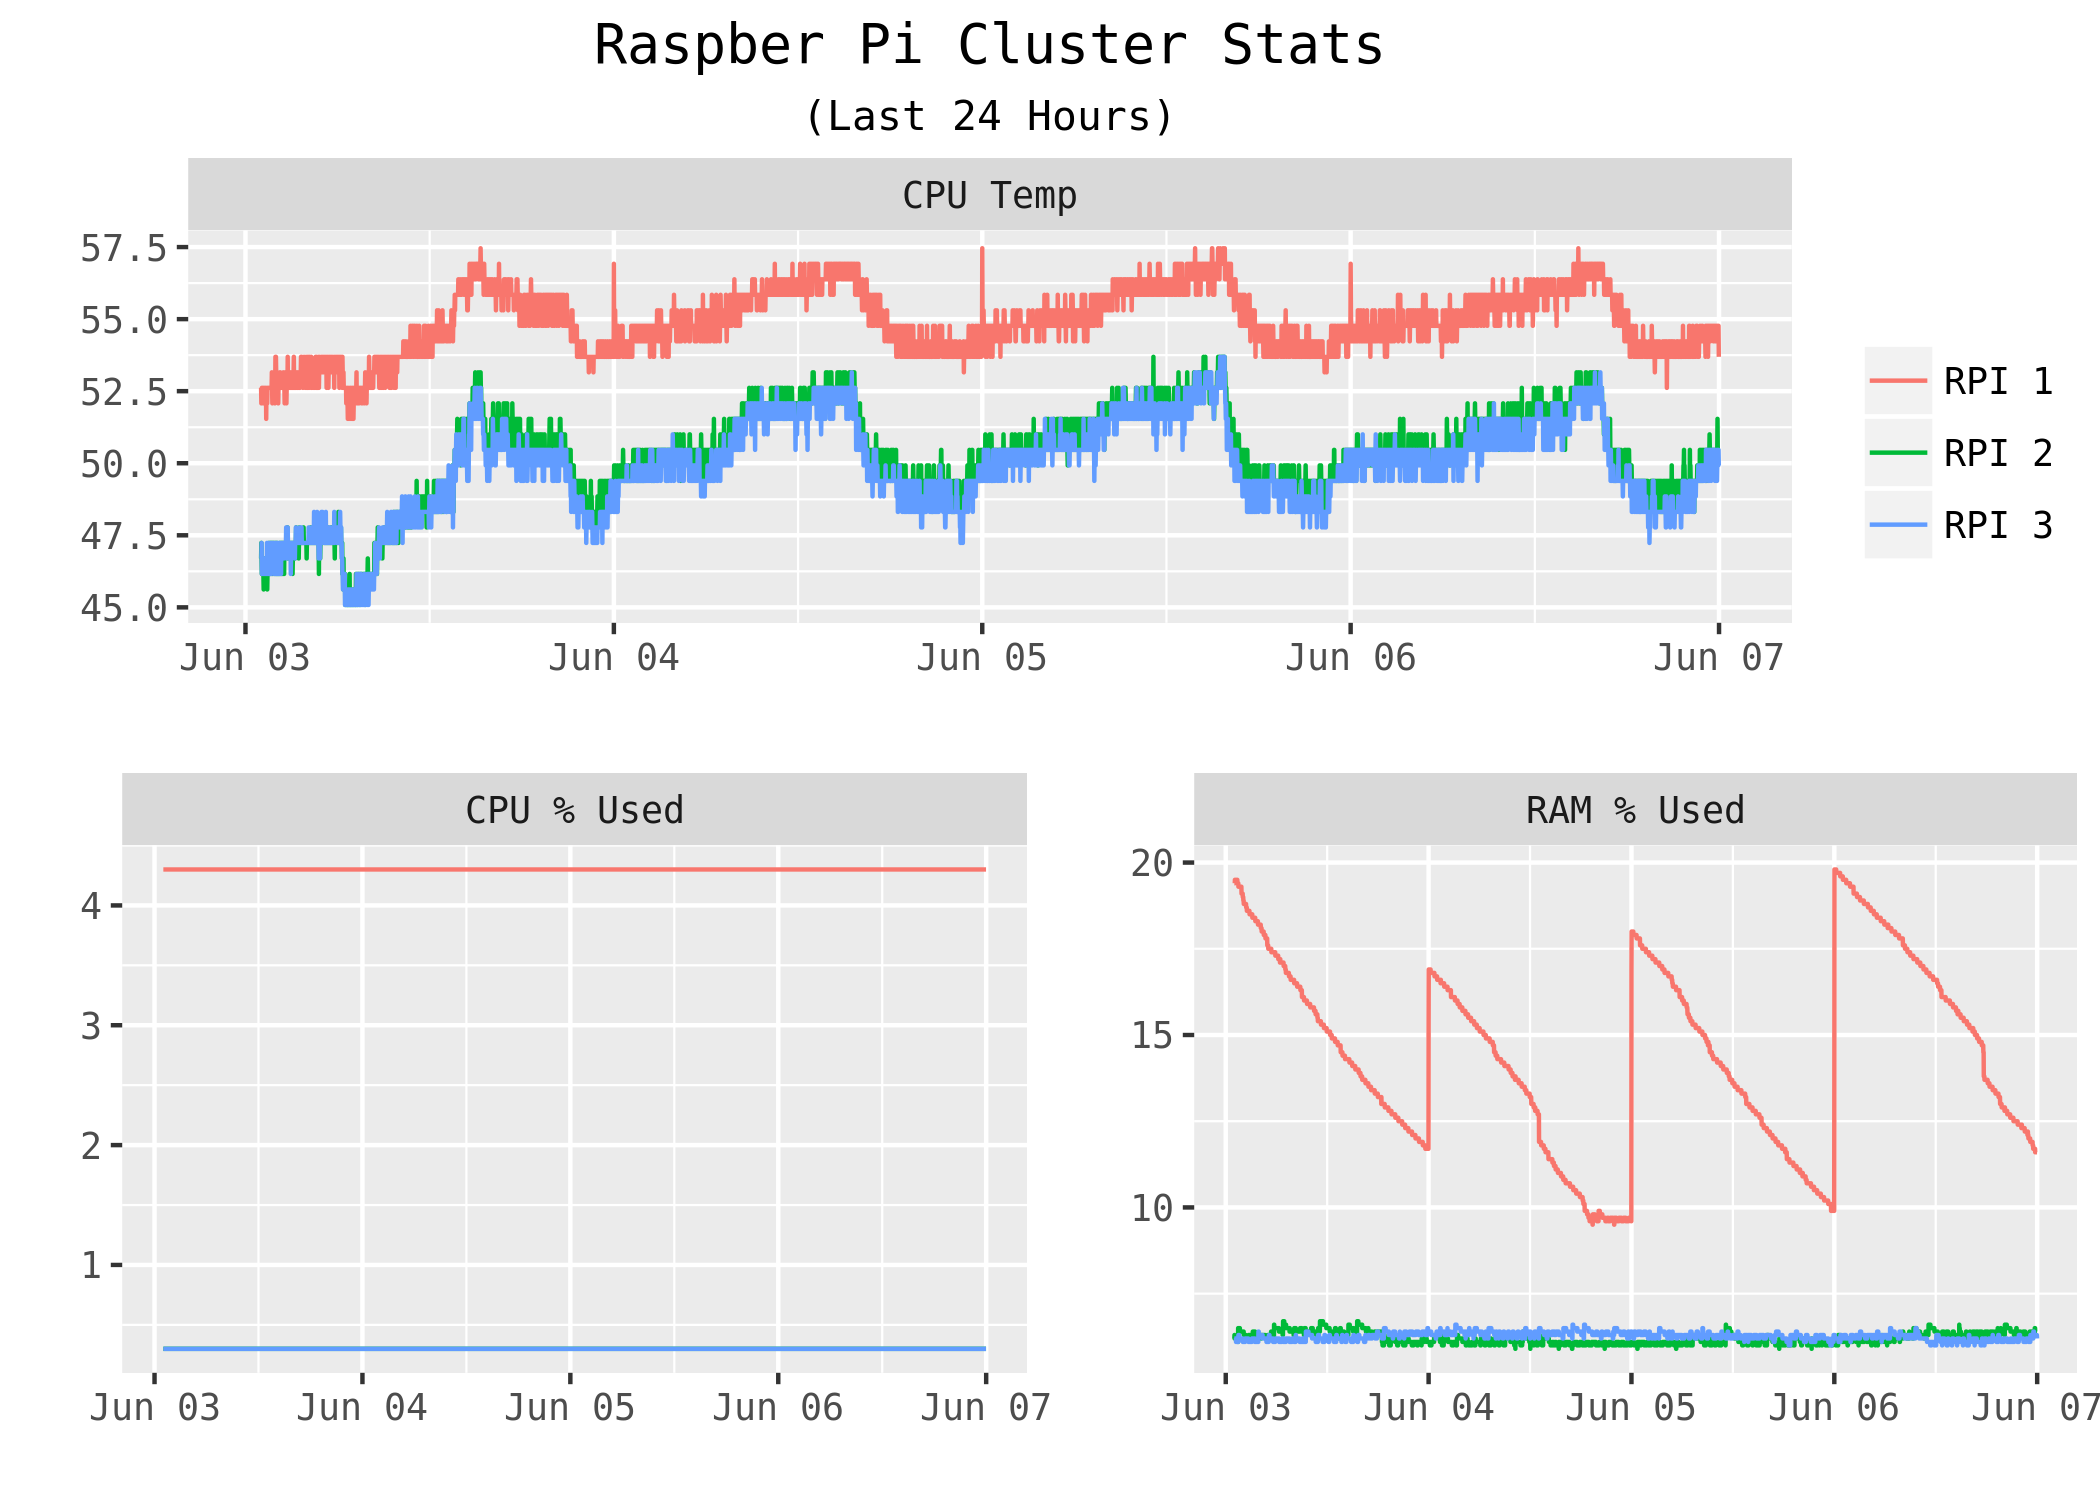 Raspber Pi Cluster Stats
(Last 24 Hours)
CPU Temp
57.5
55.0
52.5
50.0
47.5
45.0
Jun 03 Jun 04 Jun 05 Jun 06 Jun 07
RPI 1
RPI 2
RPI 3
CPU % Used
4
3
2
1
Jun 03 Jun 04 Jun 05 Jun 06 Jun 07
RAM % Used
20
15
10
Jun 03 Jun 04 Jun 05 Jun 06 Jun 07